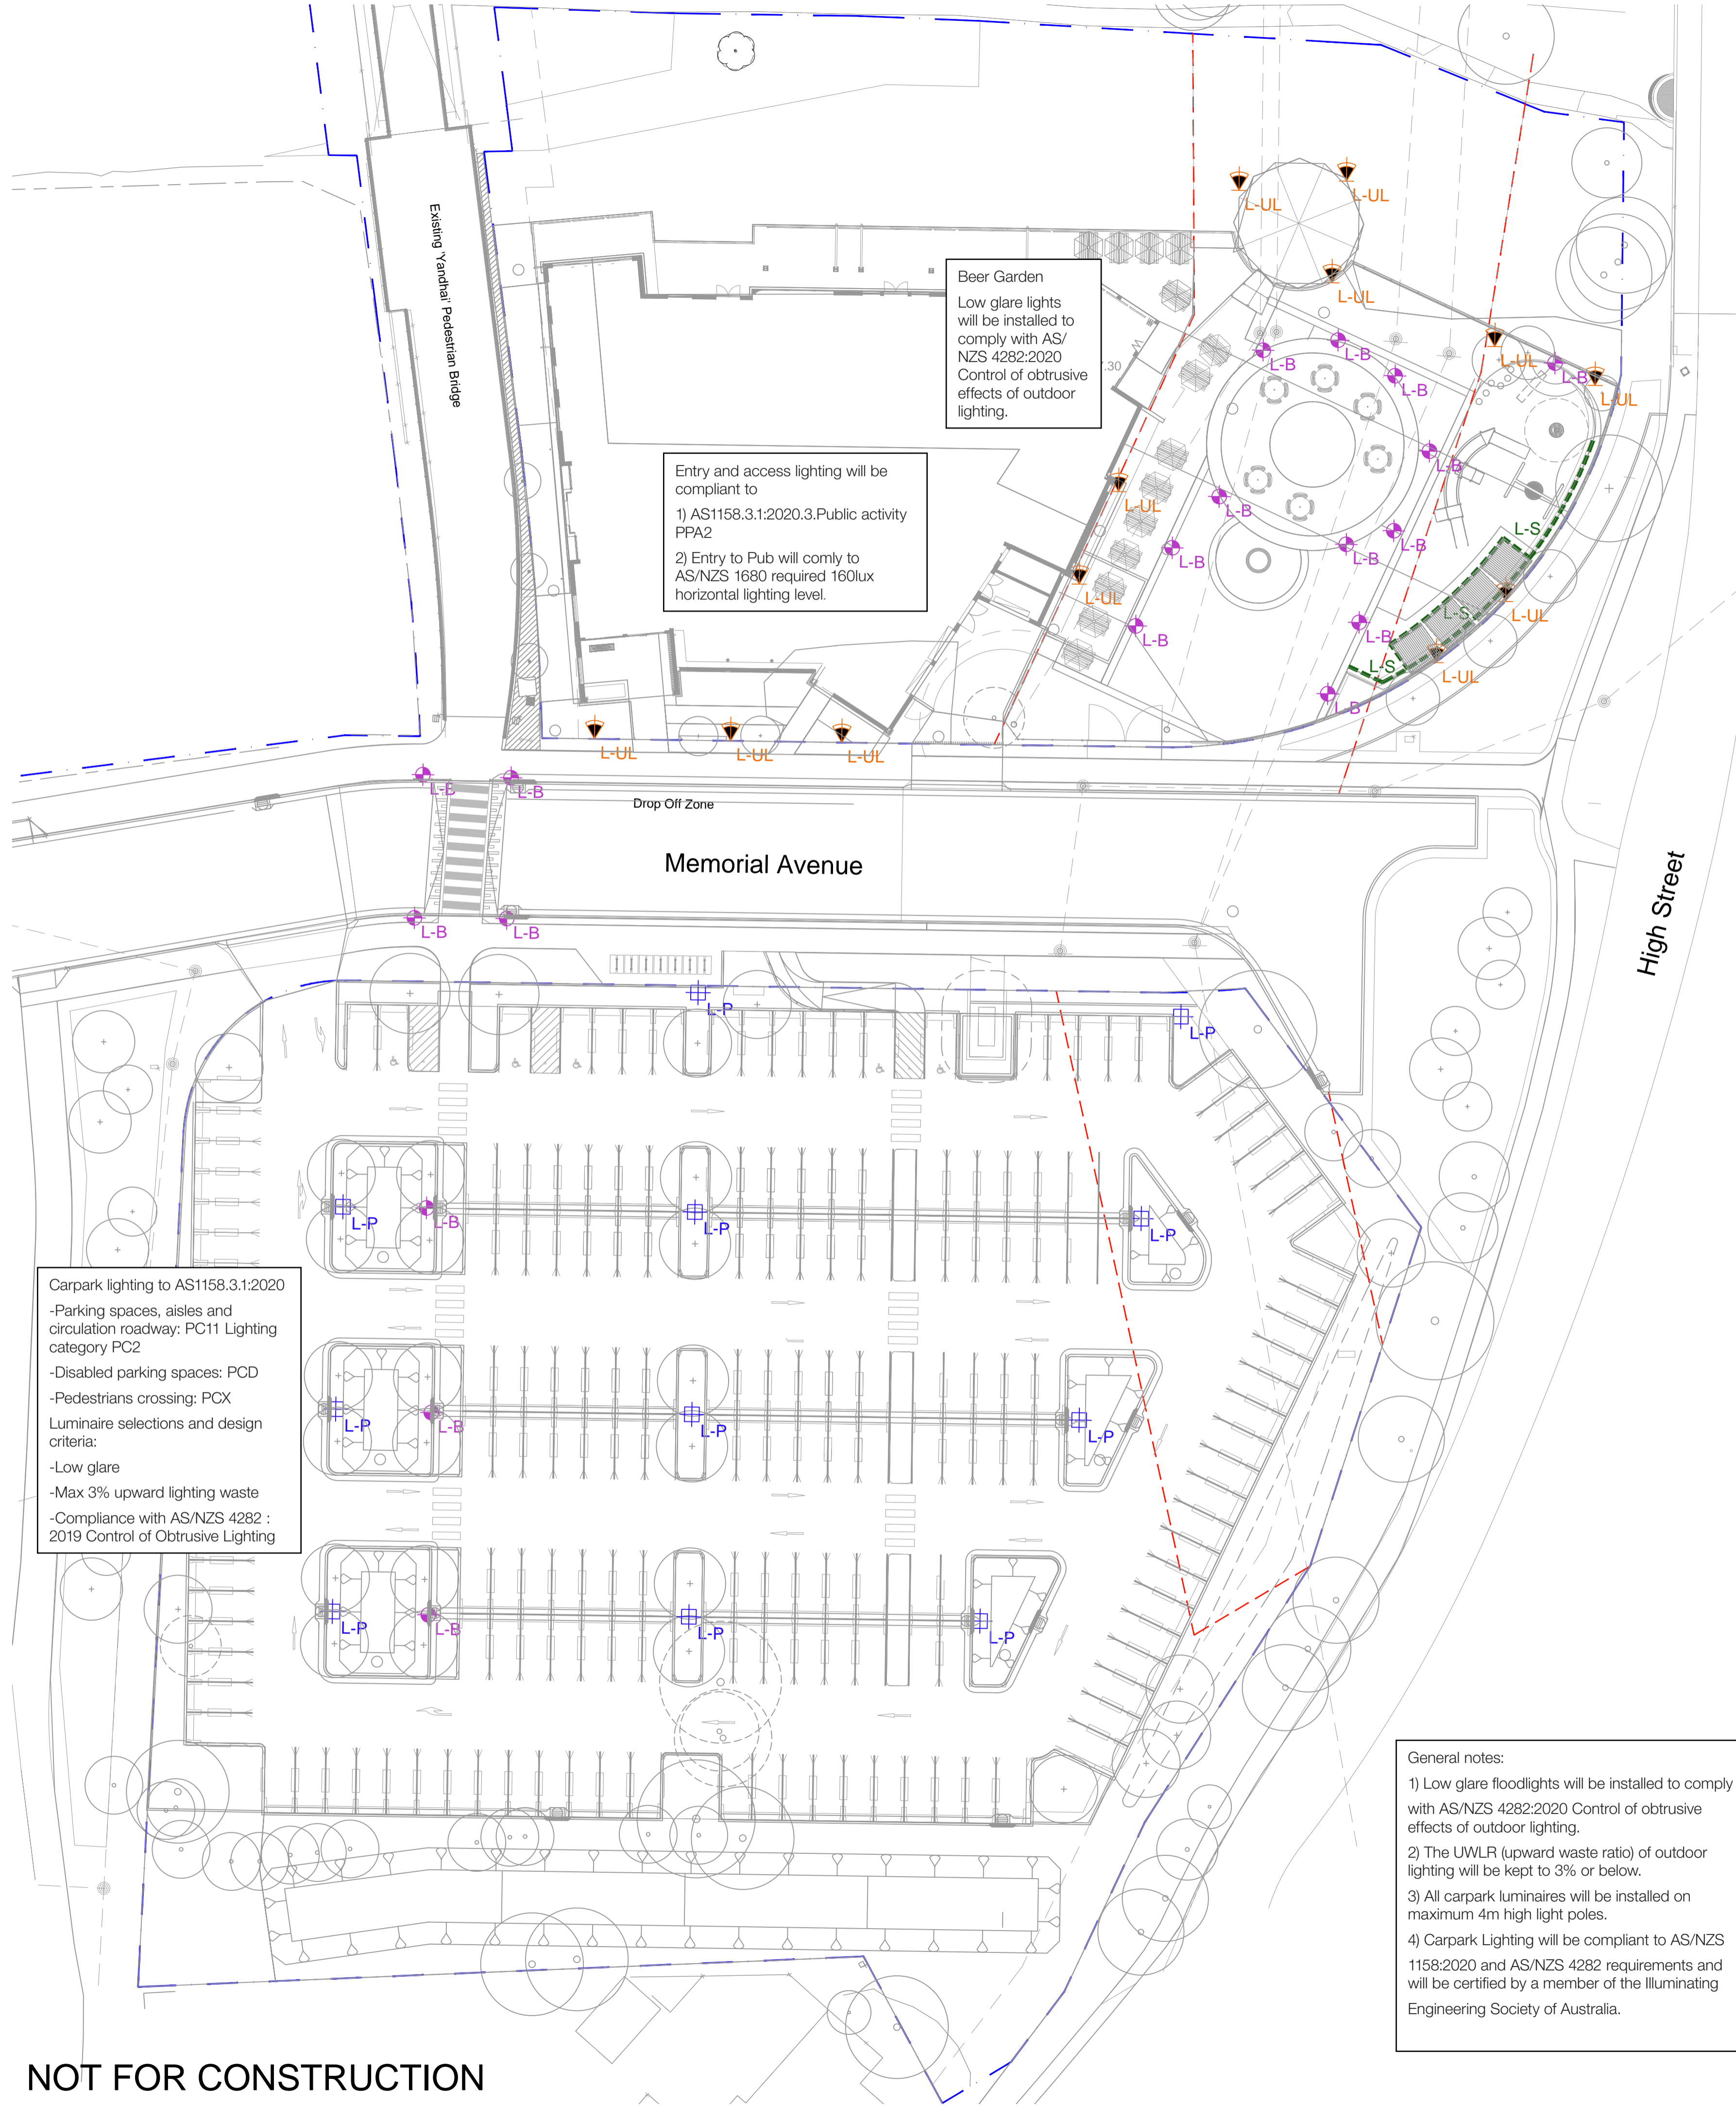 L-UL
L-UL
Existing 'Yandhai' Pedestrian Bridge
Beer Garden
Low glare lights
will be installed to
comply with AS/
NZS 4282:2020
Control of obtrusive
effects of outdoor
lighting.
L-UL
L-B
L-B
L-UL
L-B
L-B
L-UL
7.30
Entry and access lighting will be
compliant to
1) AS1158.3.1:2020.3.Public activity
PPA2
2) Entry to Pub will comly to
AS/NZS 1680 required 160lux
horizontal lighting level.
L-B
L-UL
L-B
L-S
L-B
L-B
L-B
L-UL
L-S
L-UL
L-B
L-B
L-S
L-UL
L-B
L-UL
L-UL
L-UL
L-B
L-B
Drop Off Zone
Memorial Avenue
High Street
L-B
L-B
L-P
L-P
L-P
L-B
L-P
L-P
Carpark lighting to AS1158.3.1:2020
-Parking spaces, aisles and
circulation roadway: PC11 Lighting
category PC2
-Disabled parking spaces: PCD
-Pedestrians crossing: PCX
Luminaire selections and design
criteria:
-Low glare
-Max 3% upward lighting waste
-Compliance with AS/NZS 4282 :
2019 Control of Obtrusive Lighting
L-P
L-B
L-P
L-P
L-P
L-B
L-P
L-P
General notes:
1) Low glare floodlights will be installed to comply
with AS/NZS 4282:2020 Control of obtrusive
effects of outdoor lighting.
2) The UWLR (upward waste ratio) of outdoor
lighting will be kept to 3% or below.
3) All carpark luminaires will be installed on
maximum 4m high light poles.
4) Carpark Lighting will be compliant to AS/NZS
1158:2020 and AS/NZS 4282 requirements and
will be certified by a member of the Illuminating
Engineering Society of Australia.
NOT FOR CONSTRUCTION